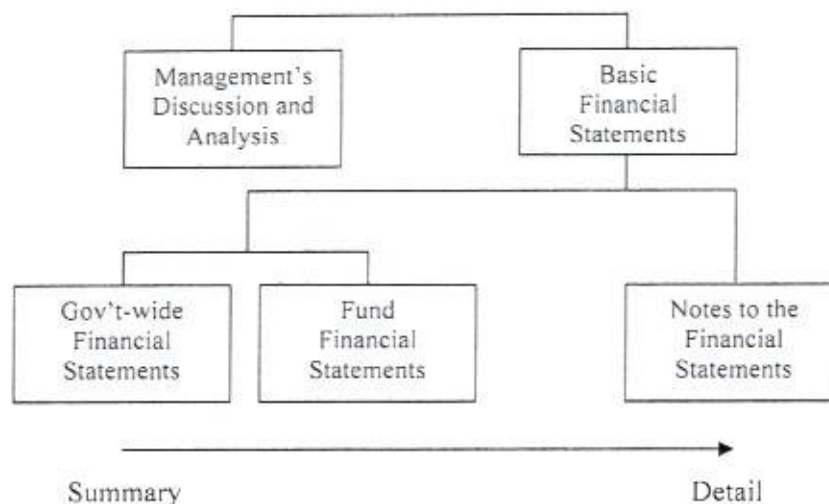 Management's
Discussion and
Analysis
Basic
Financial
Statements
Gov't-wide
Financial
Statements
Fund
Financial
Statements
Notes to the
Financial
Statements
Summary
Detail